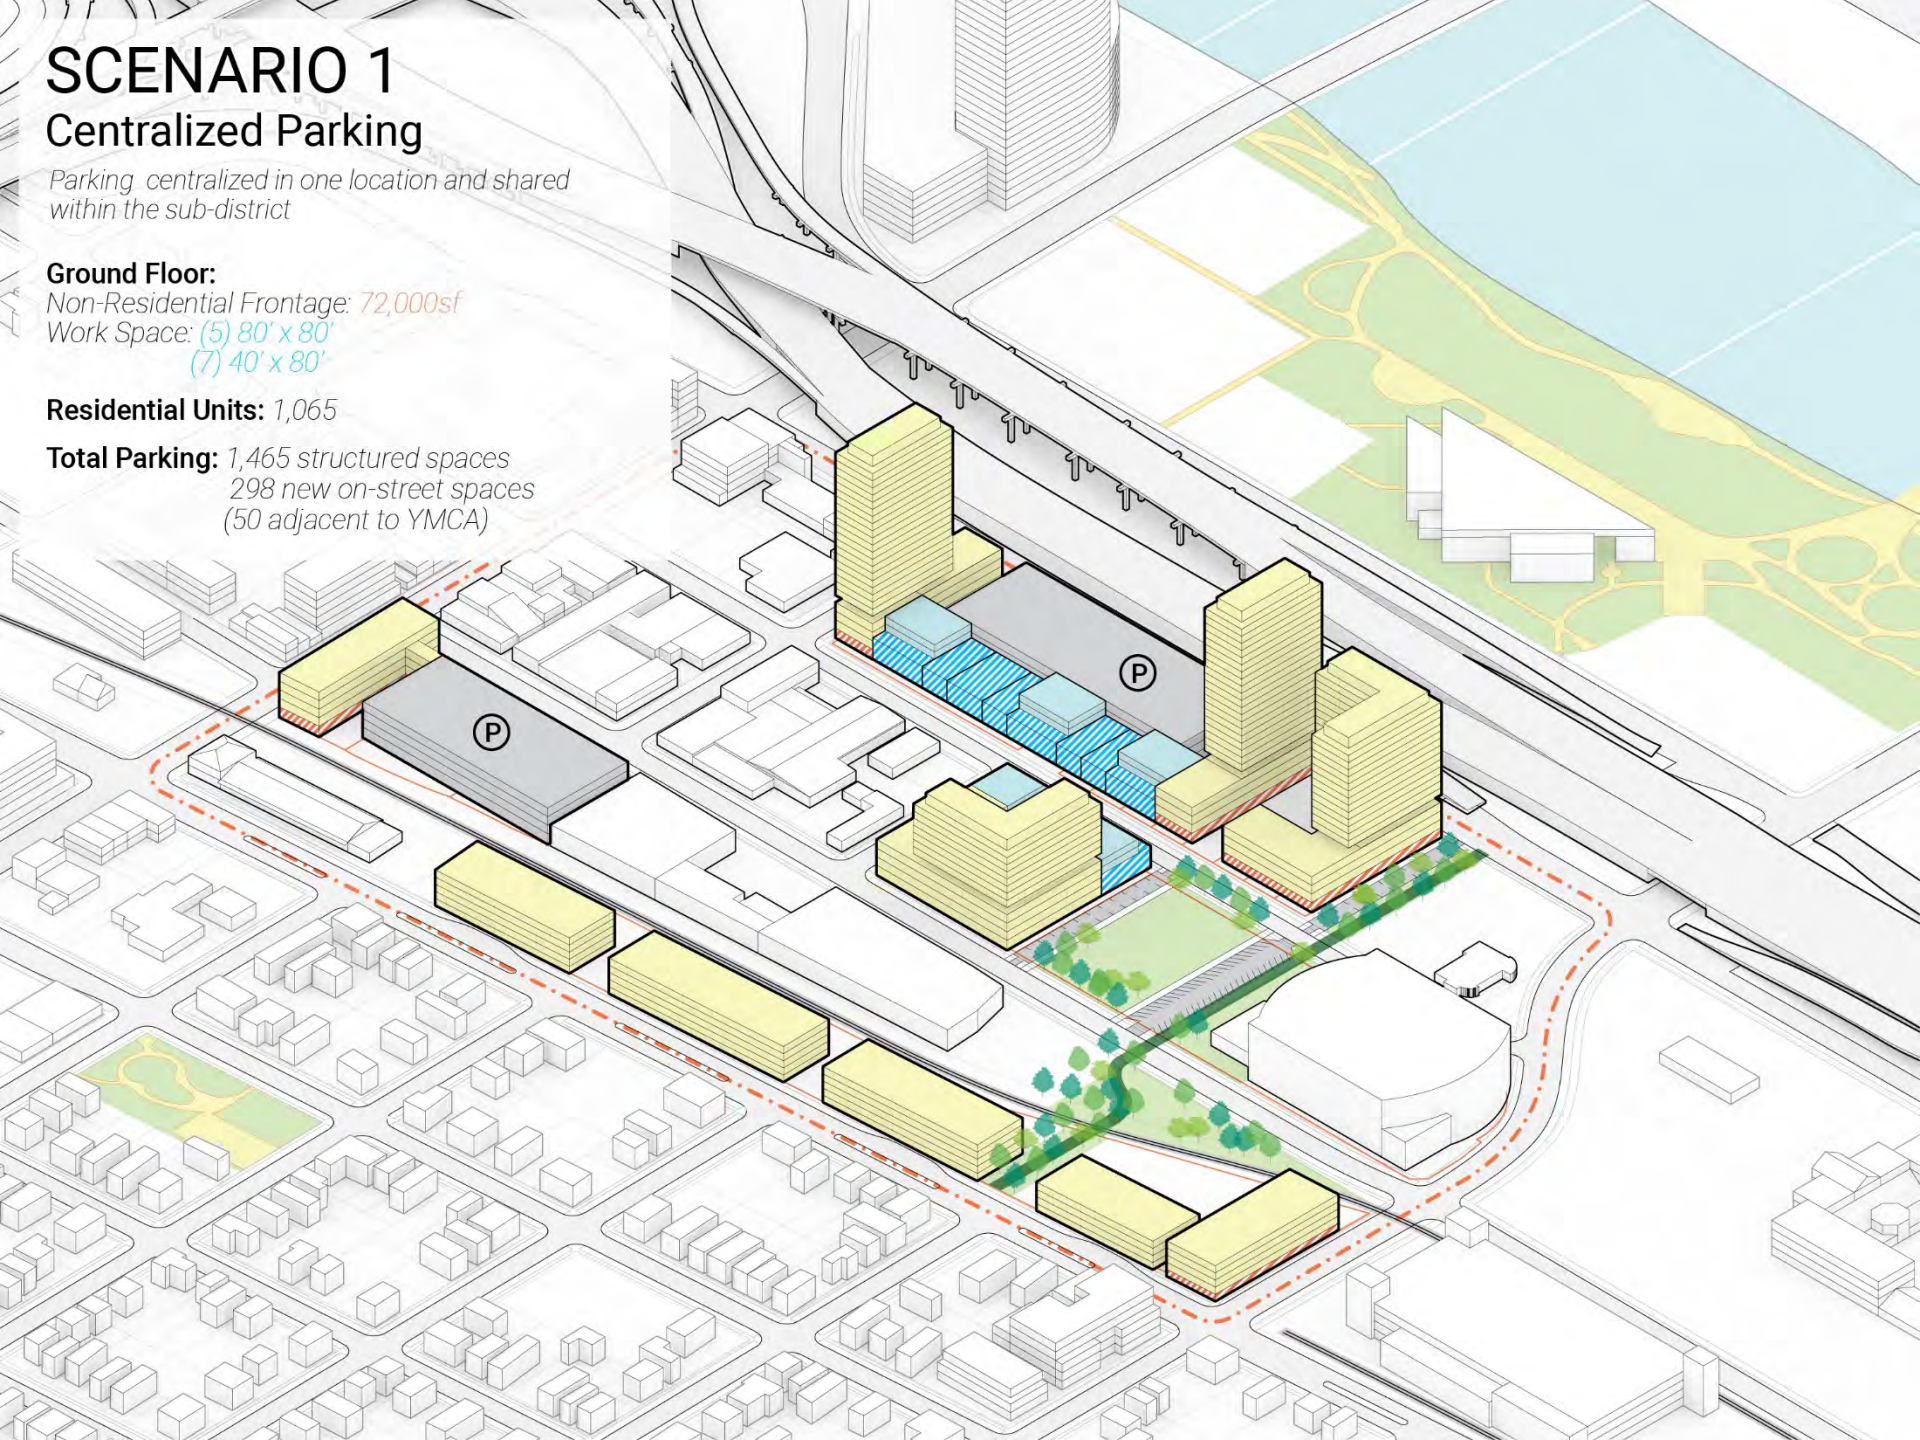 SCENARIO 1
Centralized Parking
Parking centralized in one location and shared
within the sub-district
Ground Floor:
Non-Residential Frontage: 72,000sf
Work Space: (5) 80' x 80'
(7) 40' x 80'
Residential Units: 1,065
Total Parking: 1,465 structured spaces
298 new on-street spaces
(50 adjacent to YMCA)
P
P